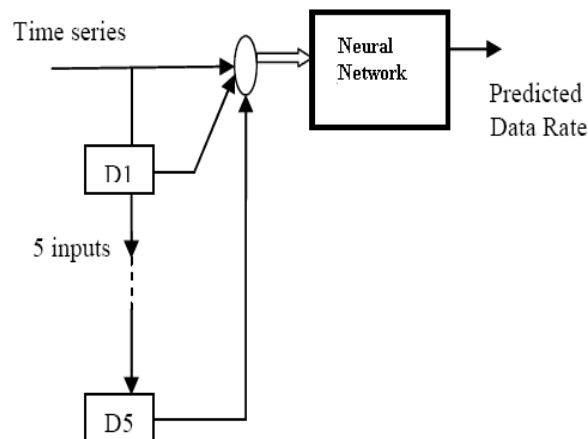 Time series
Neural
Network
Predicted
Data Rate
D1
5 inputs
D5